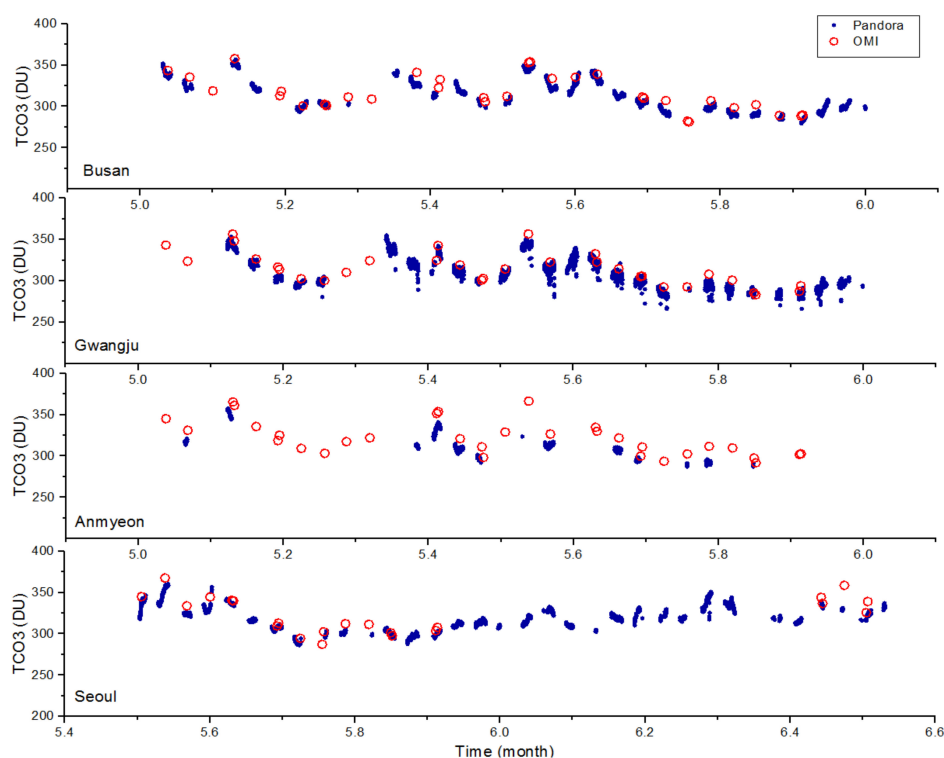 Pandora
OMI
400
350
300
250
TCO3 (DU)
Busan
5.0 5.2 5.4 5.6 5.8 6.0
400
350
300
250
TCO3 (DU)
Gwangju
5.0 5.2 5.4 5.6 5.8 6.0
400
350
300
250
TCO3 (DU)
Anmyeon
5.0 5.2 5.4 5.6 5.8 6.0
400
350
300
250
200
TCO3 (DU)
Seoul
5.4 5.6 5.8 6.0 6.2 6.4 6.6
Time (month)